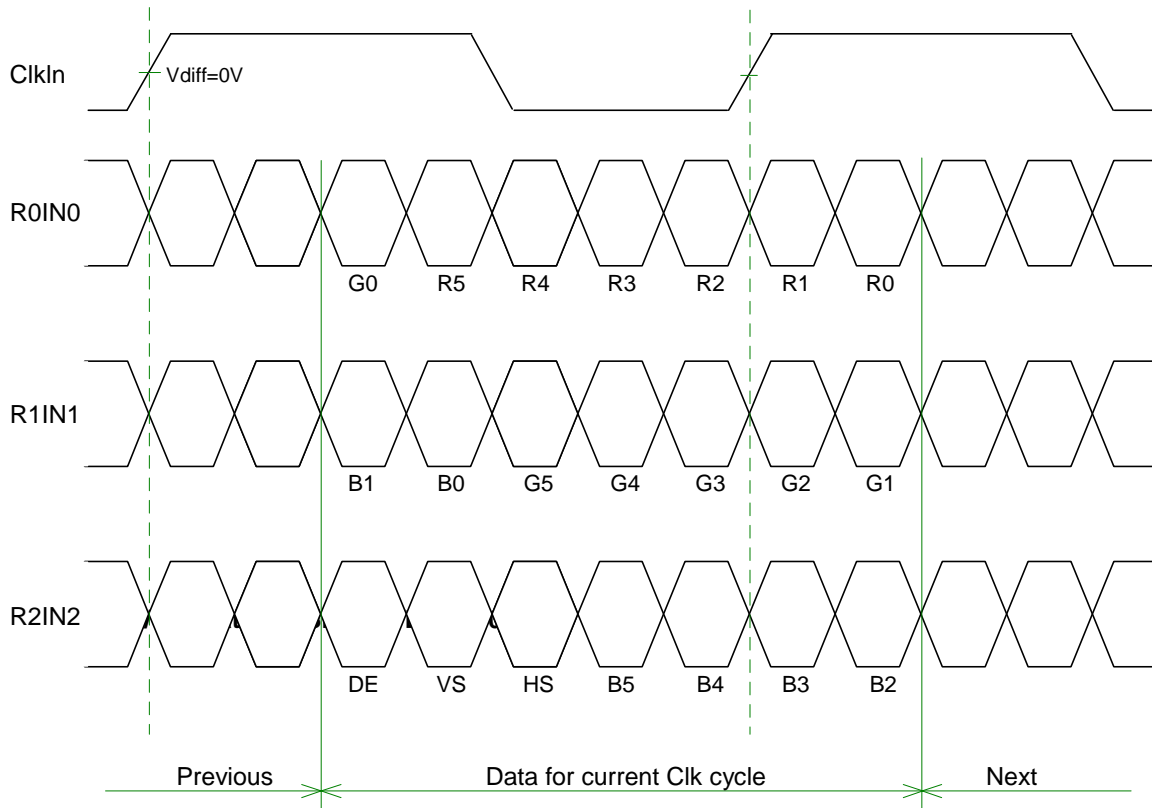 ClkIn
Vdiff=0V
R0IN0
G0 R5 R4 R3 R2 R1 R0
R1IN1
B1 B0 G5 G4 G3 G2 G1
R2IN2
DE VS HS B5 B4 B3 B2
Previous Data for current Clk cycle Next